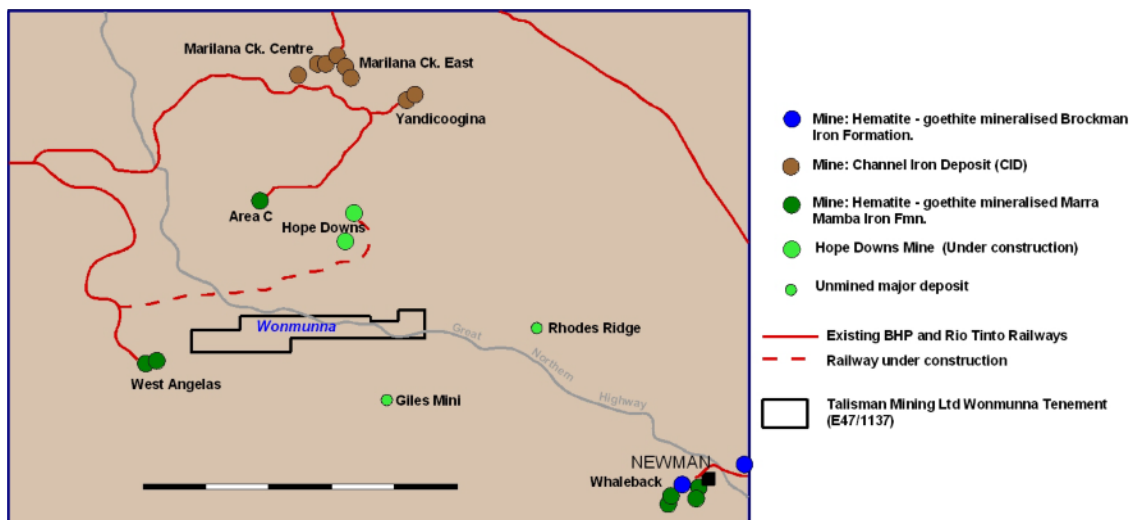 Marilana Ck. Centre
Marilana Ck. East
Yandicoogina
Area C
Hope Downs
Wonmunna
Great
Northern
Highway
Rhodes Ridge
West Angelas
Giles Mini
NEWMAN
Whaleback
Mine: Hematite - goethite mineralised Brockman
Iron Formation.
Mine: Channel Iron Deposit (CID)
Mine: Hematite - goethite mineralised Marra
Mamba Iron Fmn.
Hope Downs Mine (Under construction)
Unmined major deposit
Existing BHP and Rio Tinto Railways
Railway under construction
Talisman Mining Ltd Wonmunna Tenement
(E47/1137)